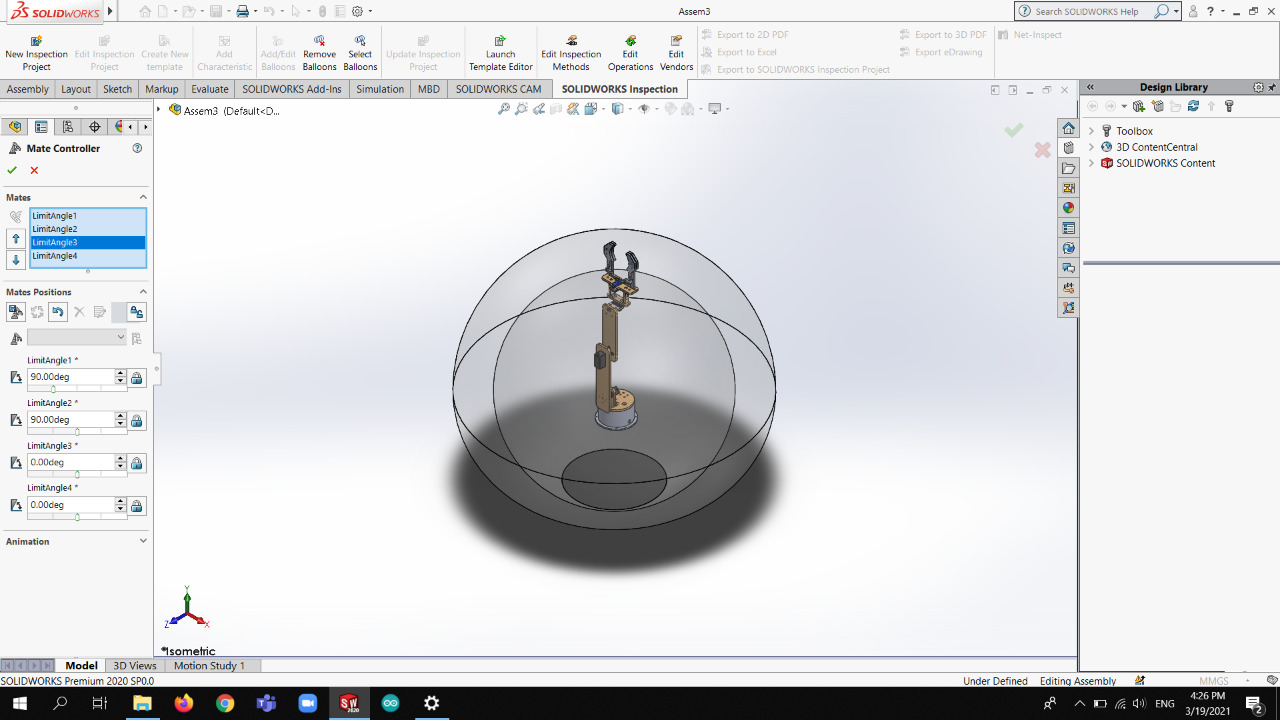 SOLIDWORKS
Assem3
Search SOLIDWORKS Help
New Inspection Project
Edit Inspection Project
Create New template
Add Characteristic
Add/Edit Balloons
Remove Balloons
Select Balloons
Update Inspection Project
Launch Template Editor
Edit Inspection Methods
Edit Operations
Edit Vendors
Export to 2D PDF
Export to Excel
Export to SOLIDWORKS Inspection Project
Export to 3D PDF
Export eDrawing
Net-Inspect
Assembly Layout Sketch Markup Evaluate SOLIDWORKS Add-Ins Simulation MBD SOLIDWORKS CAM SOLIDWORKS Inspection
Design Library
Assem3 (Default<D...
Toolbox
3D ContentCentral
SOLIDWORKS Content
Mate Controller
Mates
LimitAngle1
LimitAngle2
LimitAngle3
LimitAngle4
Mates Positions
LimitAngle1 *
90.00deg
LimitAngle2 *
90.00deg
LimitAngle3 *
0.00deg
LimitAngle4 *
0.00deg
Animation
Y
Z
X
*Isometric
Model 3D Views Motion Study 1
SOLIDWORKS Premium 2020 SP0.0
Under Defined
Editing Assembly
MMGS
SW
2020
ENG
4:26 PM
3/19/2021
2